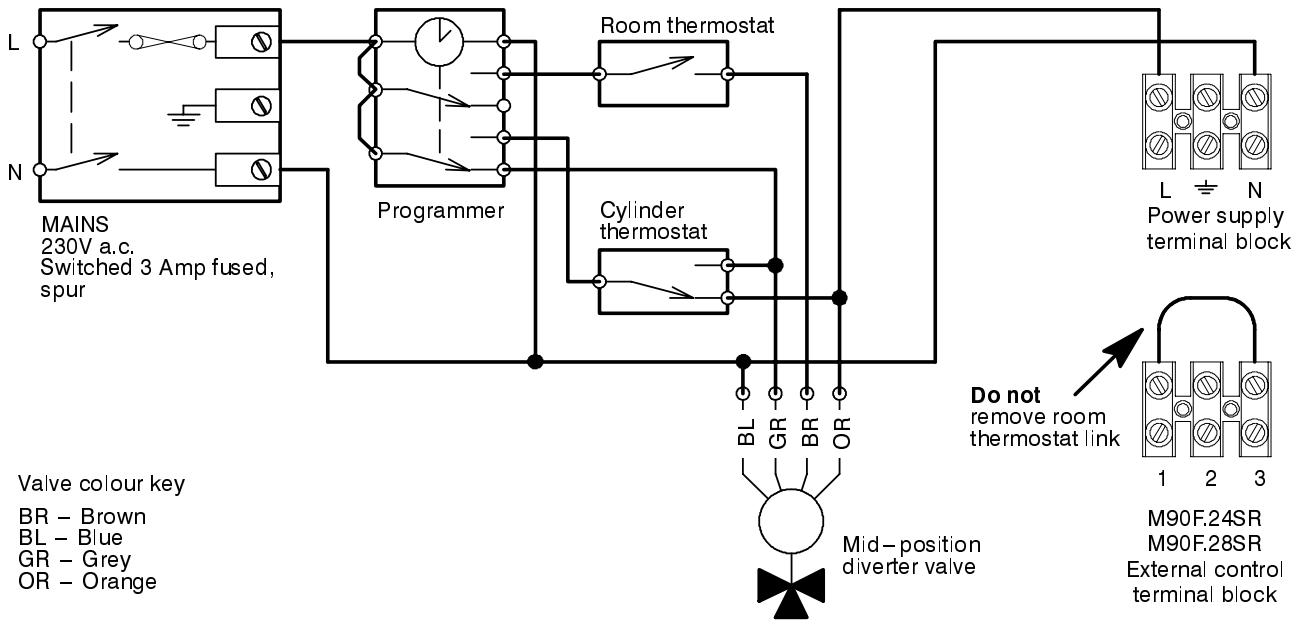 L
N
MAINS
230V a.c.
Switched 3 Amp fused,
spur
Programmer
Room thermostat
Cylinder
thermostat
L
N
Power supply
terminal block
Do not
remove room
thermostat link
1 2 3
M90F.24SR
M90F.28SR
External control
terminal block
BL
GR
BR
OR
Mid–position
diverter valve
Valve colour key
BR – Brown
BL – Blue
GR – Grey
OR – Orange